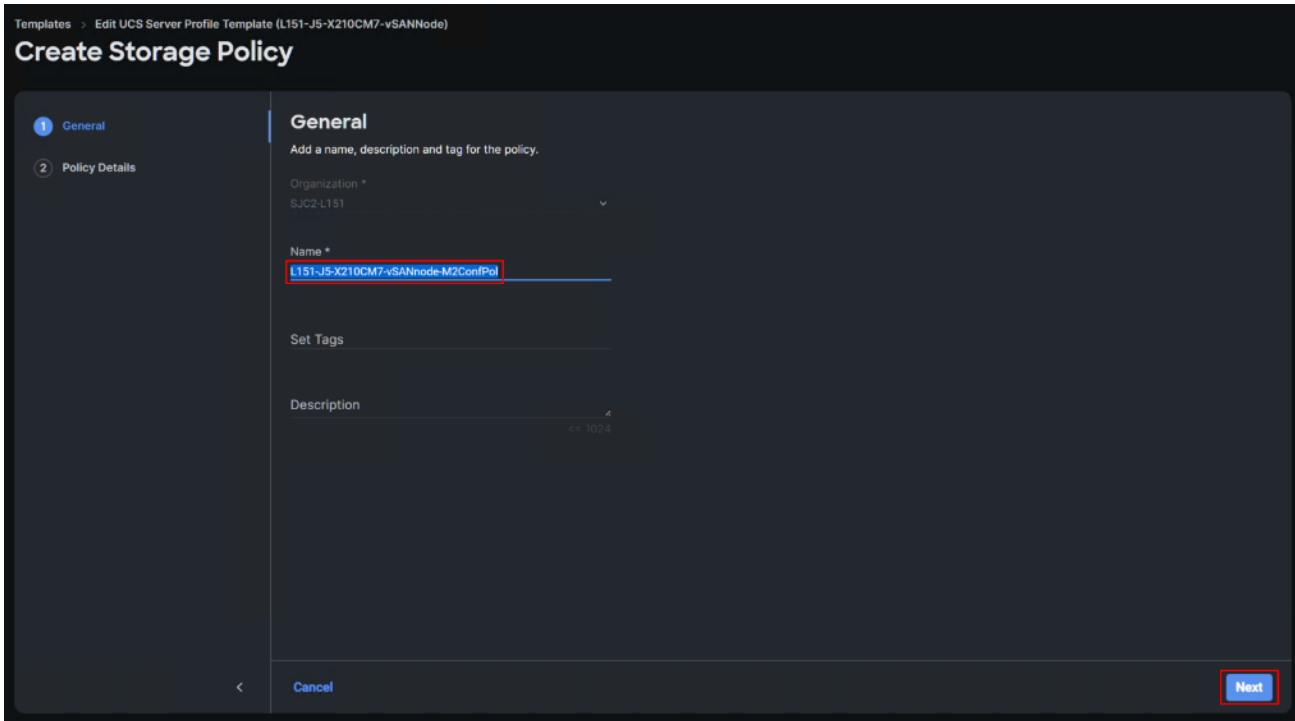 Templates > Edit UCS Server Profile Template (L151-J5-X210CM7-vSANNode)
Create Storage Policy
1 General
2 Policy Details
General
Add a name, description and tag for the policy.
Organization *
SJC2-L151
Name *
L151-J5-X210CM7-vSANnode-M2ConfPol
Set Tags
Description
<= 1024
< Cancel Next